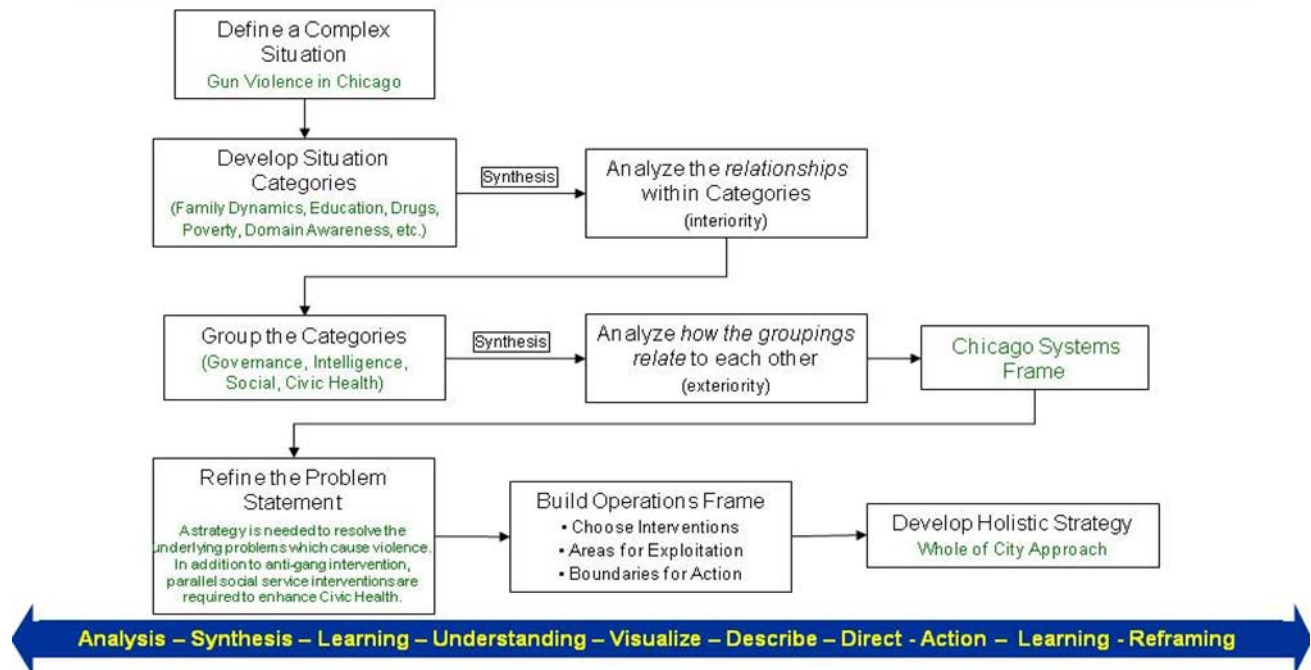 Define a Complex
Situation
Gun Violence in Chicago
Develop Situation
Categories
(Family Dynamics, Education, Drugs,
Poverty, Domain Awareness, etc.)
Synthesis
Analyze the relationships
within Categories
(interiority)
Group the Categories
(Governance, Intelligence,
Social, Civic Health)
Synthesis
Analyze how the groupings
relate to each other
(exteriority)
Chicago Systems
Frame
Refine the Problem
Statement
A strategy is needed to resolve the
underlying problems which cause violence.
In addition to anti-gang intervention,
parallel social service interventions are
required to enhance Civic Health.
Build Operations Frame
▪ Choose Interventions
▪ Areas for Exploitation
▪ Boundaries for Action
Develop Holistic Strategy
Whole of City Approach
Analysis – Synthesis – Learning – Understanding – Visualize – Describe – Direct - Action – Learning - Reframing